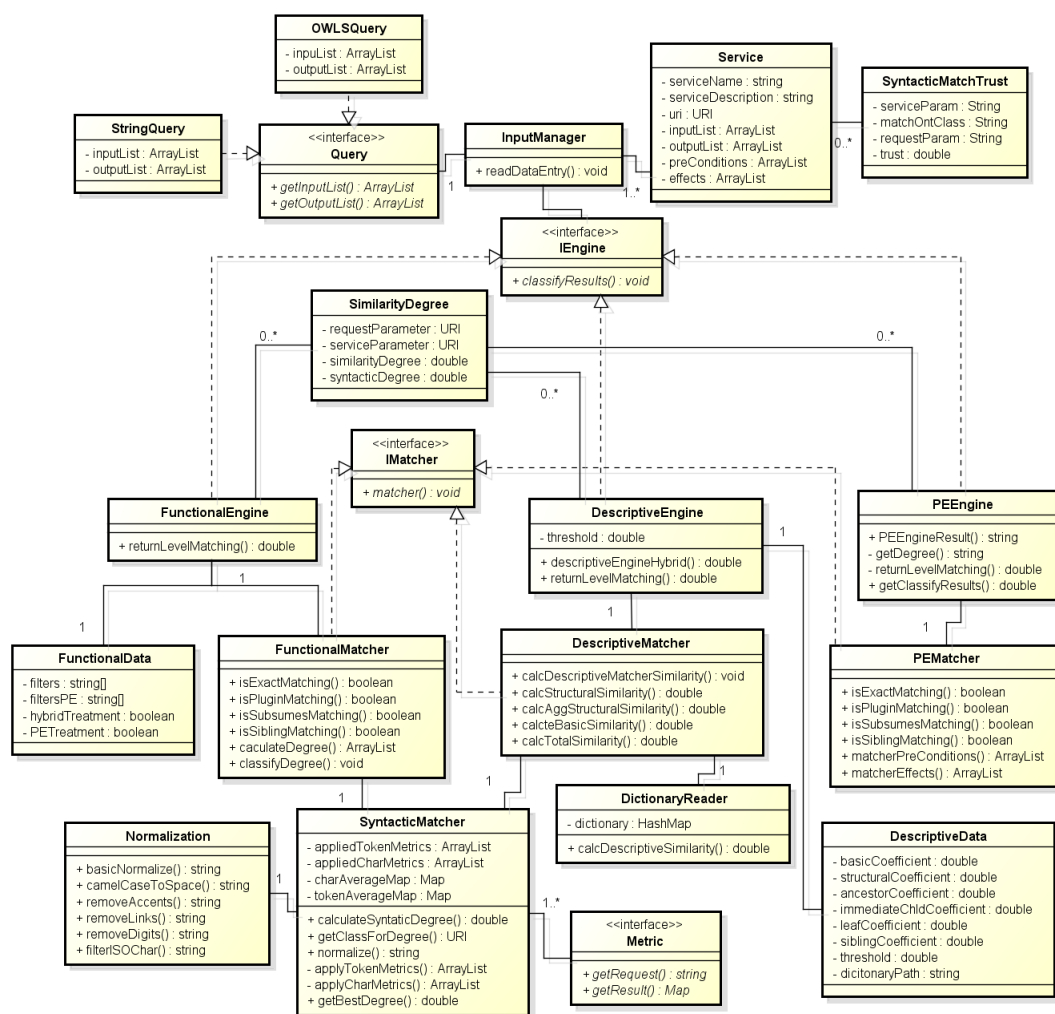 OWLSQuery
- inpuList : ArrayList
- outputList : ArrayList
StringQuery
- inputList : ArrayList
- outputList : ArrayList
<<interface>>
Query
+ getInputList() : ArrayList
+ getOutputList() : ArrayList
1
InputManager
+ readDataEntry() : void
1..*
Service
- serviceName : string
- serviceDescription : string
- uri : URI
- inputList : ArrayList
- outputList : ArrayList
- preConditions : ArrayList
- effects : ArrayList
0..*
SyntacticMatchTrust
- serviceParam : String
- matchOntClass : String
- requestParam : String
- trust : double
<<interface>>
IEngine
+ classifyResults() : void
SimilarityDegree
- requestParameter : URI
- serviceParameter : URI
- similarityDegree : double
- syntacticDegree : double
0..*
0..*
0..*
<<interface>>
IMatcher
+ matcher() : void
FunctionalEngine
+ returnLevelMatching() : double
1
1
DescriptiveEngine
- threshold : double
+ descriptiveEngineHybrid() : double
+ returnLevelMatching() : double
1
1
PEEngine
+ PEEngineResult() : string
- getDegree() : string
- returnLevelMatching() : double
+ getClassifyResults() : double
1
FunctionalData
- filters : string[]
- filtersPE : string[]
- hybridTreatment : boolean
- PETreatment : boolean
FunctionalMatcher
+ isExactMatching() : boolean
+ isPluginMatching() : boolean
+ isSubsumesMatching() : boolean
+ isSiblingMatching() : boolean
+ caculateDegree() : ArrayList
+ classifyDegree() : void
1
DescriptiveMatcher
+ calcDescriptiveMatcherSimilarity() : void
+ calcStructuralSimilarity() : double
+ calcAggStructuralSimilarity() : double
+ calcteBasicSimilarity() : double
+ calcTotalSimilarity() : double
1
1
PEMatcher
+ isExactMatching() : boolean
+ isPluginMatching() : boolean
+ isSubsumesMatching() : boolean
+ isSiblingMatching() : boolean
+ matcherPreConditions() : ArrayList
+ matcherEffects() : ArrayList
DictionaryReader
- dictionary : HashMap
+ calcDescriptiveSimilarity() : double
Normalization
+ basicNormalize() : string
+ camelCaseToSpace() : string
+ removeAccents() : string
+ removeLinks() : string
+ removeDigits() : string
+ filterISOChar() : string
1
SyntacticMatcher
- appliedTokenMetrics : ArrayList
- appliedCharMetrics : ArrayList
- charAverageMap : Map
- tokenAverageMap : Map
+ calculateSyntaticDegree() : double
+ getClassForDegree() : URI
+ normalize() : string
- applyTokenMetrics() : ArrayList
- applyCharMetrics() : ArrayList
+ getBestDegree() : double
1..*
<<interface>>
Metric
+ getRequest() : string
+ getResult() : Map
DescriptiveData
- basicCoefficient : double
- structuralCoefficient : double
- ancestorCoefficient : double
- immediateChldCoefficient : double
- leafCoefficient : double
- siblingCoefficient : double
- threshold : double
- dicitonaryPath : string